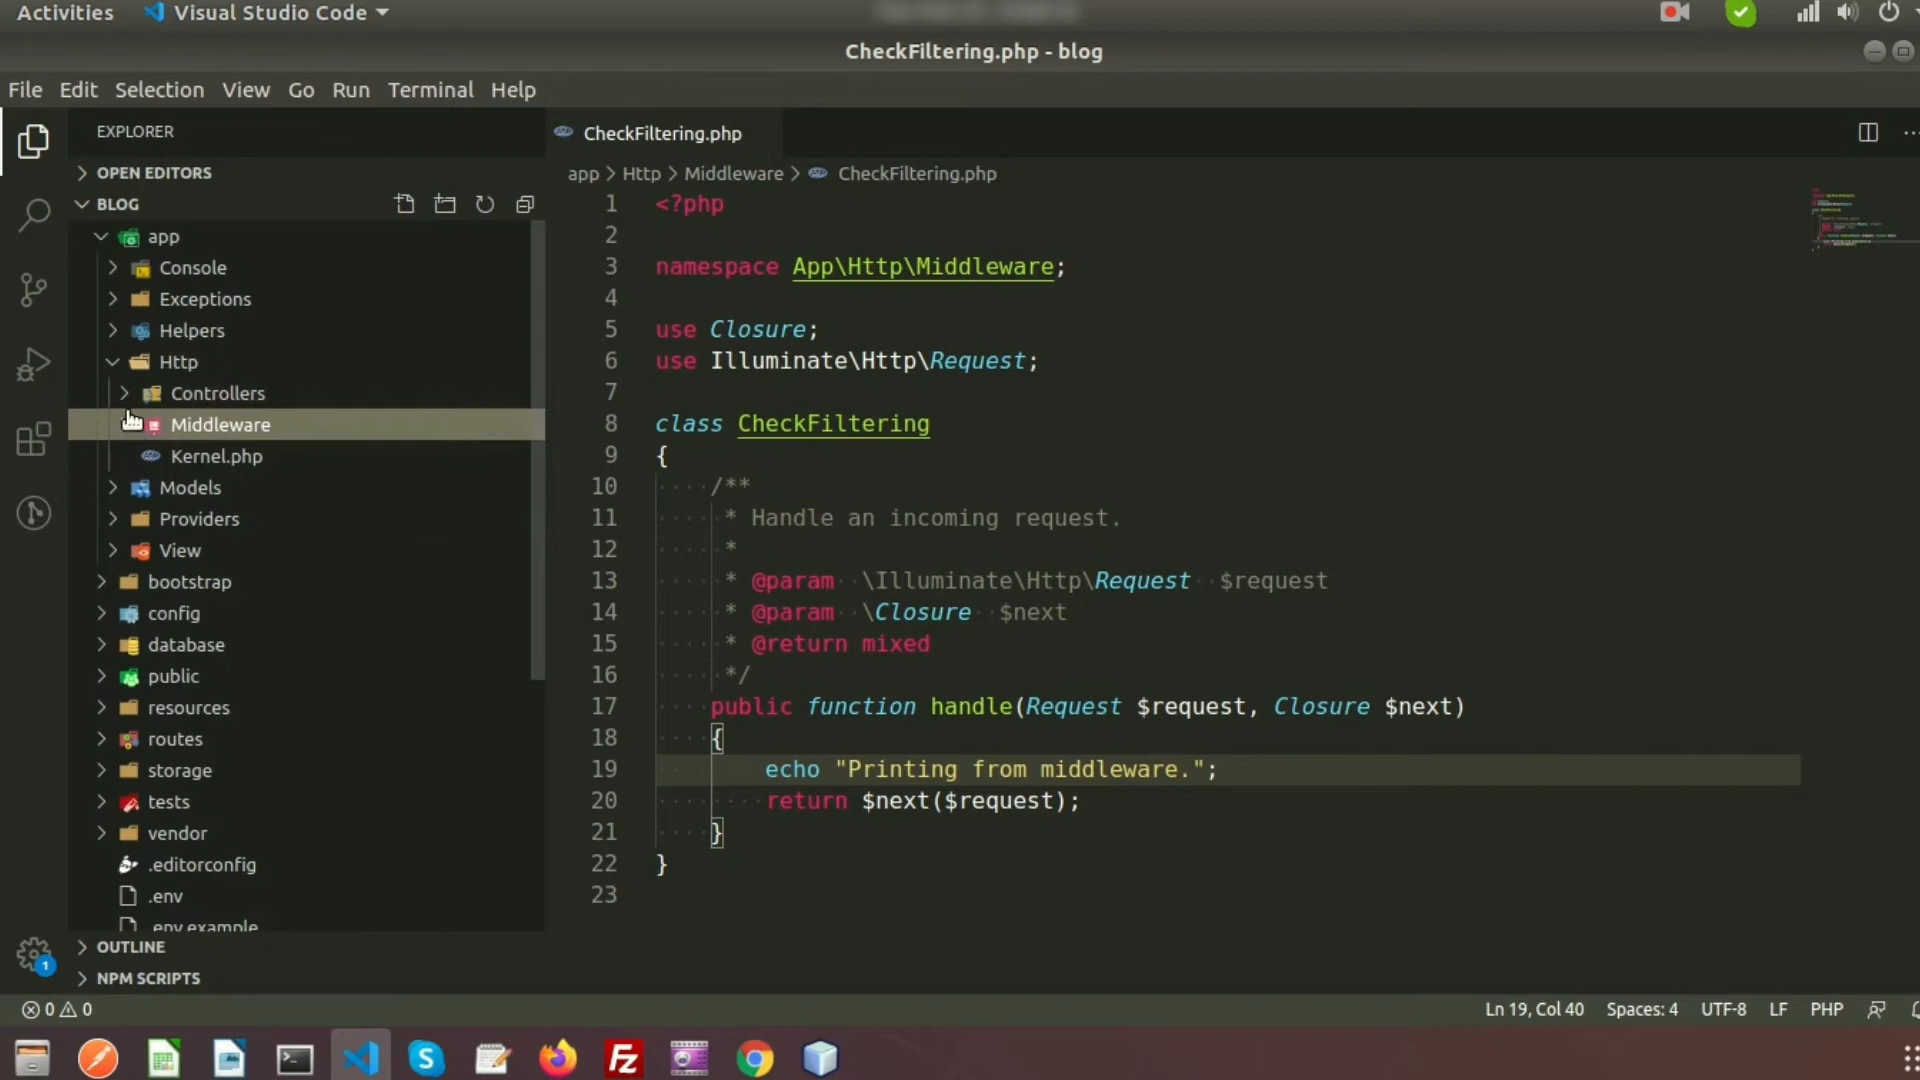 Activities Visual Studio Code
CheckFiltering.php - blog
File Edit Selection View Go Run Terminal Help
EXPLORER
OPEN EDITORS
BLOG
app
Console
Exceptions
Helpers
Http
Controllers
Middleware
Kernel.php
Models
Providers
View
bootstrap
config
database
public
resources
routes
storage
tests
vendor
.editorconfig
.env
.env.example
OUTLINE
NPM SCRIPTS
CheckFiltering.php
app > Http > Middleware > CheckFiltering.php
1 <?php
2
3 namespace App\Http\Middleware;
4
5 use Closure;
6 use Illuminate\Http\Request;
7
8 class CheckFiltering
9 {
10 /**
11 * Handle an incoming request.
12 *
13 * @param \Illuminate\Http\Request $request
14 * @param \Closure $next
15 * @return mixed
16 */
17 public function handle(Request $request, Closure $next)
18 {
19 echo "Printing from middleware.";
20 return $next($request);
21 }
22 }
23
1
0 0
Ln 19, Col 40 Spaces: 4 UTF-8 LF PHP